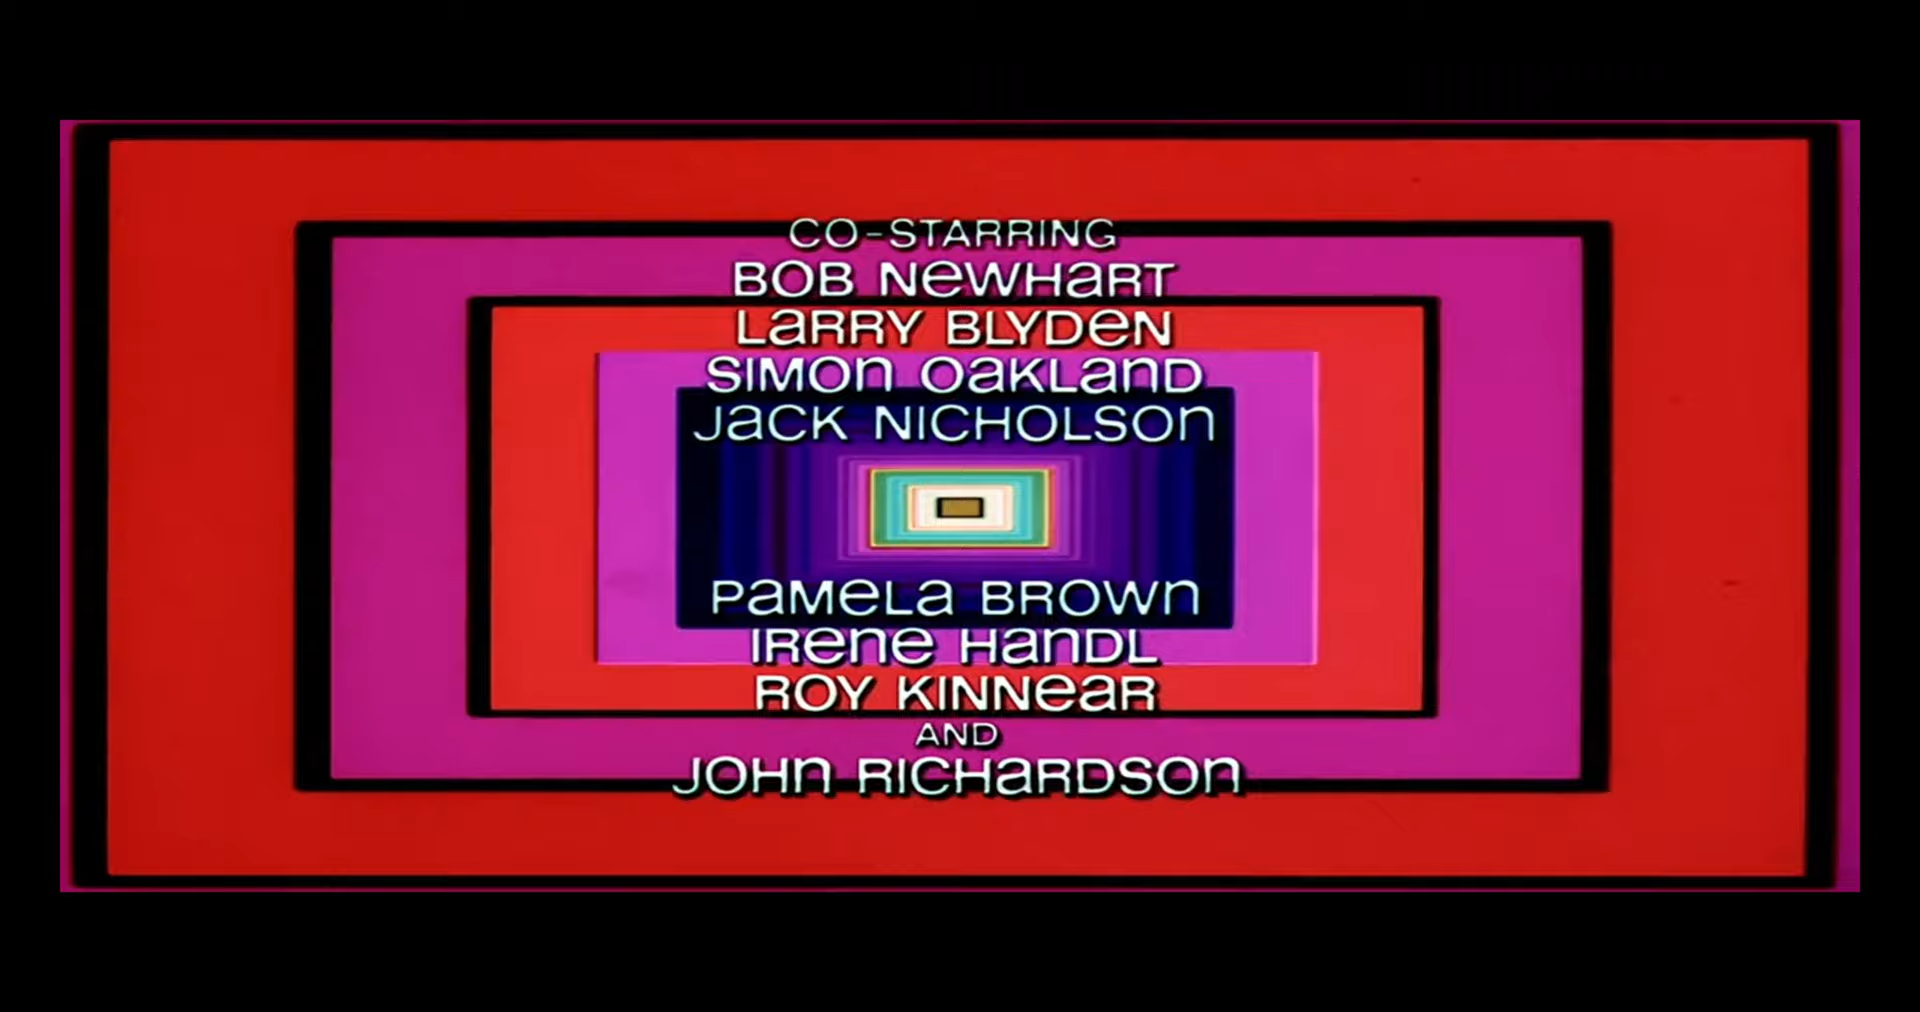 CO-STARRING
BOB NeWHaRT
LaRRY BLYDeN
SIMOn OaKLanD
JaCK NICHOLSOn
PaMeLa BROWn
IRene HanDL
ROY KINNeaR
AND
JOHn RICHaRDSOn